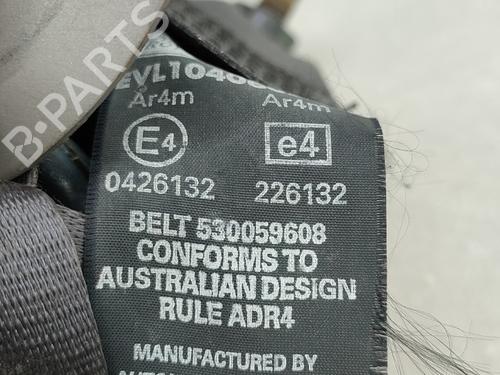 B-PARTS
Ar4m Ar4m
E4 e4
0426132 226132
BELT 530059608
CONFORMS TO
AUSTRALIAN DESIGN
RULE ADR4
MANUFACTURED BY